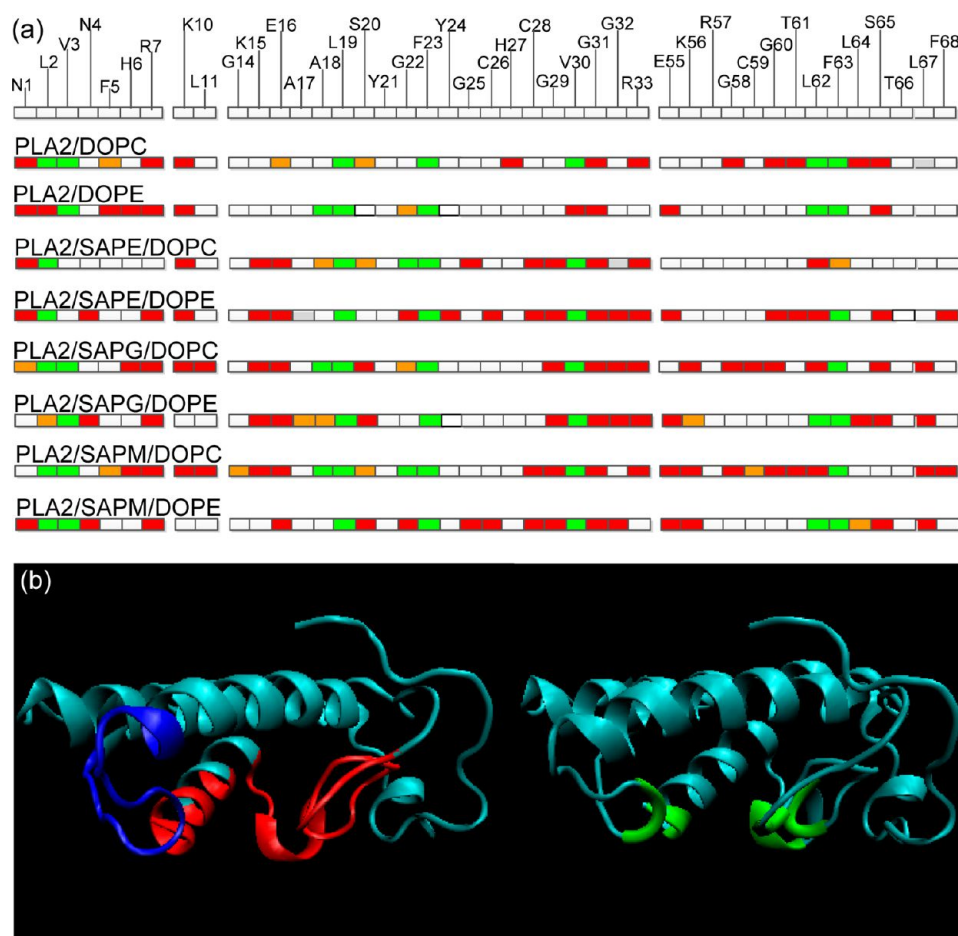 (a)
N4 E16 S20 Y24 C28 G32 R57 T61 S65
V3 R7 K10 K15 L19 F23 H27 G31 K56 G60 L64 F68
L2 H6 G14 A18 G22 C26 V30 E55 C59 F63 L67
N1 F5 L11 A17 Y21 G25 G29 R33 G58 L62 T66
PLA2/DOPC
PLA2/DOPE
PLA2/SAPE/DOPC
PLA2/SAPE/DOPE
PLA2/SAPG/DOPC
PLA2/SAPG/DOPE
PLA2/SAPM/DOPC
PLA2/SAPM/DOPE
(b)